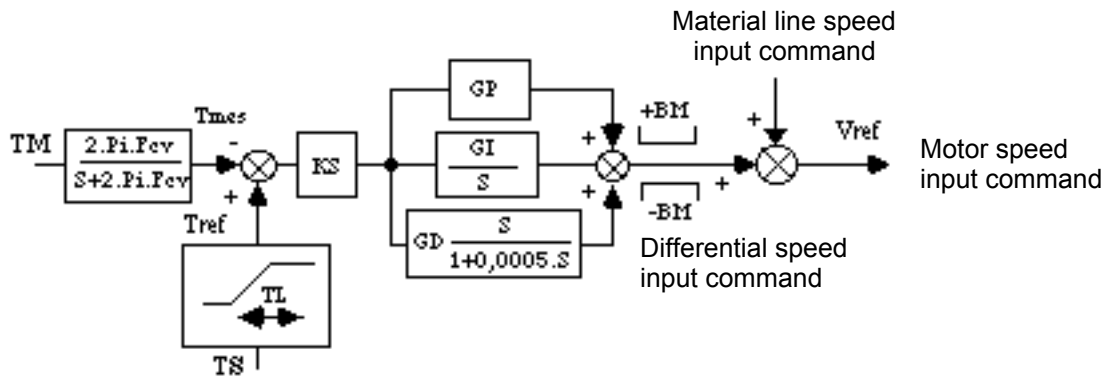 Material line speed
input command
GP
+BM
+
Tmes
TM
2.Pi.Fcv
S+2.Pi.Fcv
-
+
KS
GI
S
+
+
Vref
+
Motor speed
input command
-BM
Tref
GD
S
1+0,0005.S
Differential speed
input command
TL
TS